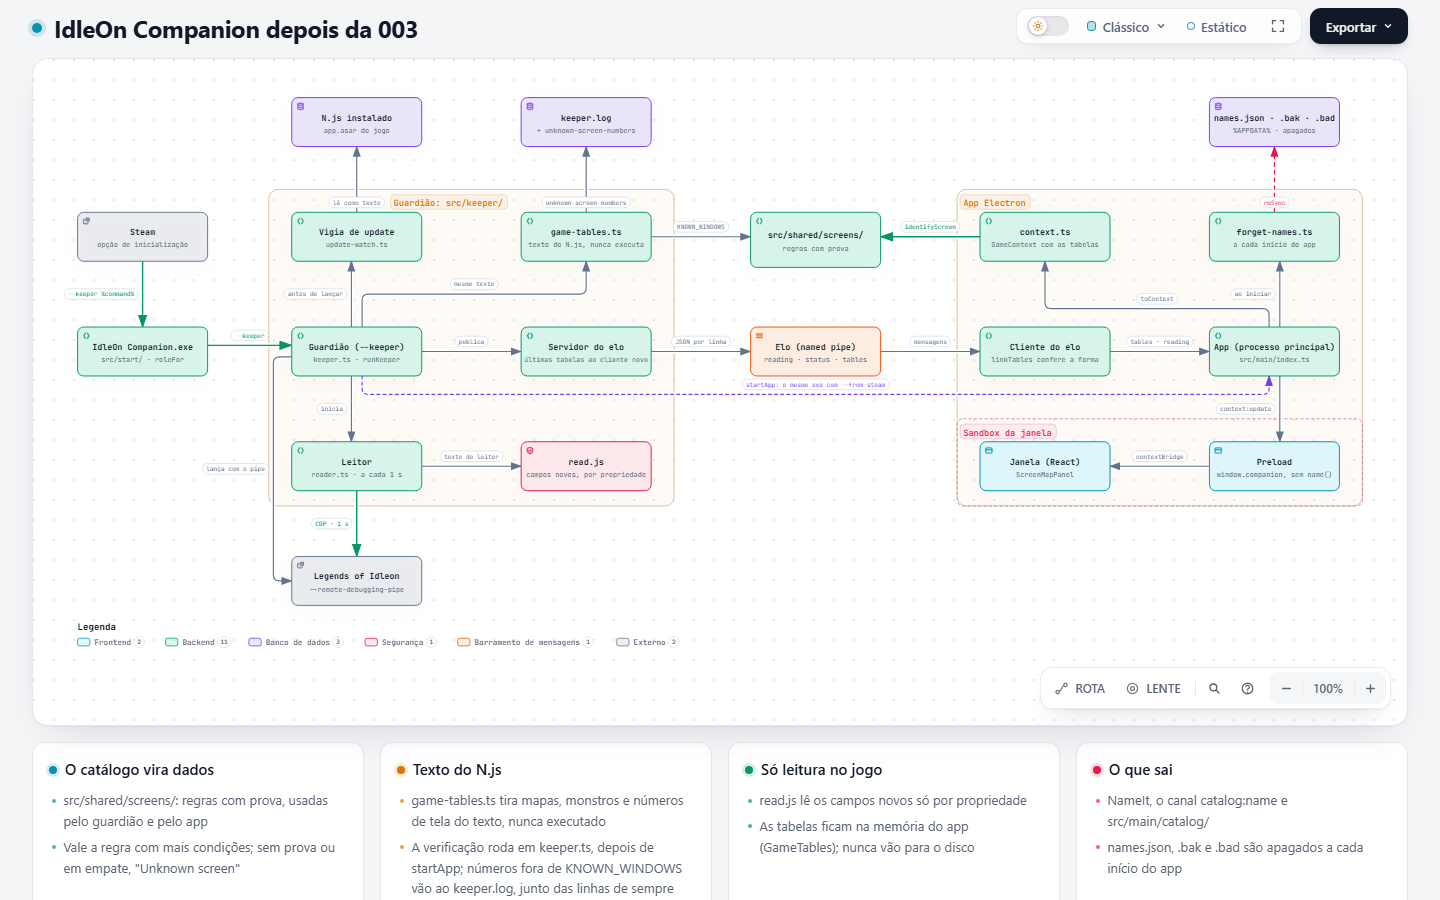 IdleOn Companion depois da 003
Clássico
Estático
Exportar
N.js instalado
app.asar do jogo
keeper.log
+ unknown-screen-numbers
names.json · .bak · .bad
%APPDATA% · apagados
lê como texto
Guardião: src/keeper/
unknown screen numbers
App Electron
rmSync
Steam
opção de inicialização
Vigia de update
update-watch.ts
game-tables.ts
texto do N.js, nunca executa
KNOWN_WINDOWS
src/shared/screens/
regras com prova
identifyScreen
context.ts
GameContext com as tabelas
forget-names.ts
a cada início do app
--keeper %command%
antes de lançar
mesmo texto
toContext
ao iniciar
IdleOn Companion.exe
src/start/ · roleFor
--keeper
Guardião (--keeper)
keeper.ts · runKeeper
publica
Servidor do elo
últimas tabelas ao cliente novo
JSON por linha
Elo (named pipe)
reading · status · tables
mensagens
Cliente do elo
linkTables confere a forma
tables · reading
App (processo principal)
src/main/index.ts
startApp: o mesmo exe com --from-steam
inicia
context:update
Sandbox da janela
lança com o pipe
Leitor
reader.ts · a cada 1 s
texto do leitor
read.js
campos novos, por propriedade
Janela (React)
ScreenMapPanel
contextBridge
Preload
window.companion, sem name()
CDP · 1 s
Legends of Idleon
--remote-debugging-pipe
Legenda
Frontend 2
Backend 11
Banco de dados 3
Segurança 1
Barramento de mensagens 1
Externo 2
ROTA
LENTE
100%
O catálogo vira dados
src/shared/screens/: regras com prova, usadas
pelo guardião e pelo app
Vale a regra com mais condições; sem prova ou
em empate, "Unknown screen"
Texto do N.js
game-tables.ts tira mapas, monstros e números
de tela do texto, nunca executado
A verificação roda em keeper.ts, depois de
startApp; números fora de KNOWN_WINDOWS
vão ao keeper.log, junto das linhas de sempre
Só leitura no jogo
read.js lê os campos novos só por propriedade
As tabelas ficam na memória do app
(GameTables); nunca vão para o disco
O que sai
NameIt, o canal catalog:name e
src/main/catalog/
names.json, .bak e .bad são apagados a cada
início do app